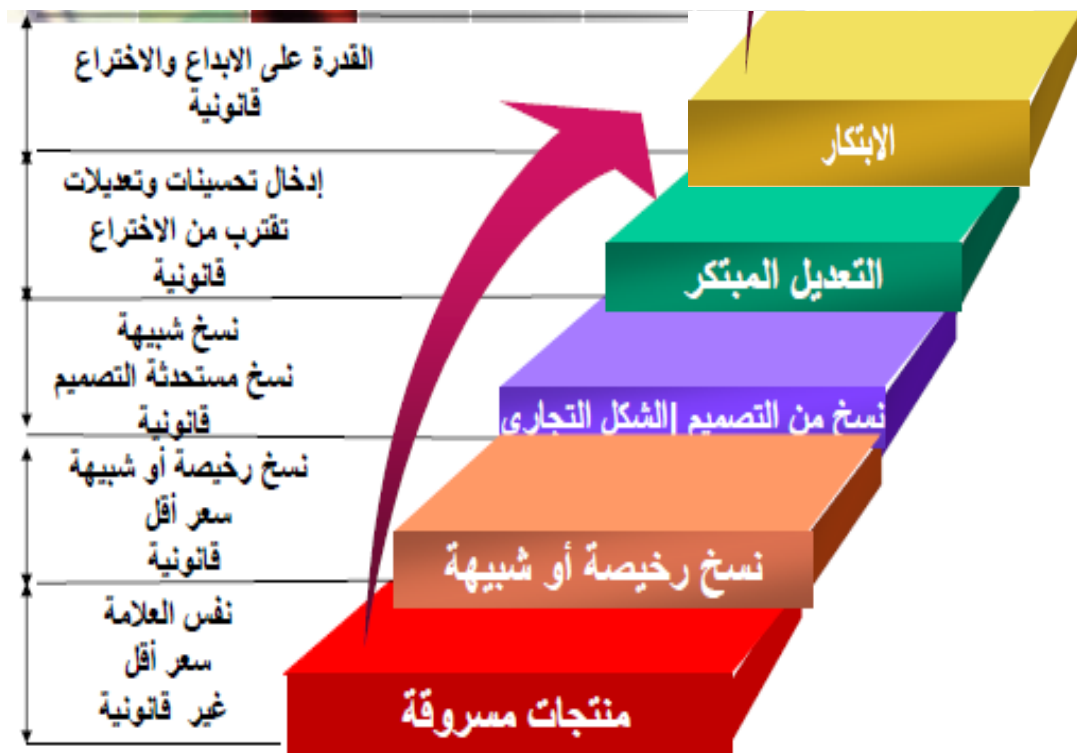 القدرة على الابداع والاختراع
قانونية
الابتكار
إدخال تحسينات وتعديلات
تقترب من الاختراع
قانونية
التعديل المبتكر
نسخ شبيهة
نسخ مستحدثة التصميم
قانونية
نسخ من التصميم |الشكل التجارى
نسخ رخيصة أو شبيهة
سعر أقل
قانونية
نسخ رخيصة أو شبيهة
نفس العلامة
سعر أقل
غير قانونية
منتجات مسروقة